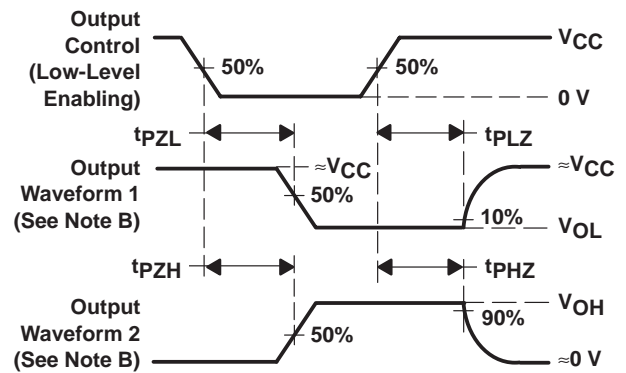 Output
Control
(Low-Level
Enabling)
50%
50%
VCC
0 V
tPZL
tPLZ
Output
Waveform 1
(See Note B)
≈VCC
50%
≈VCC
10%
VOL
tPZH
tPHZ
Output
Waveform 2
(See Note B)
50%
VOH
90%
≈0 V